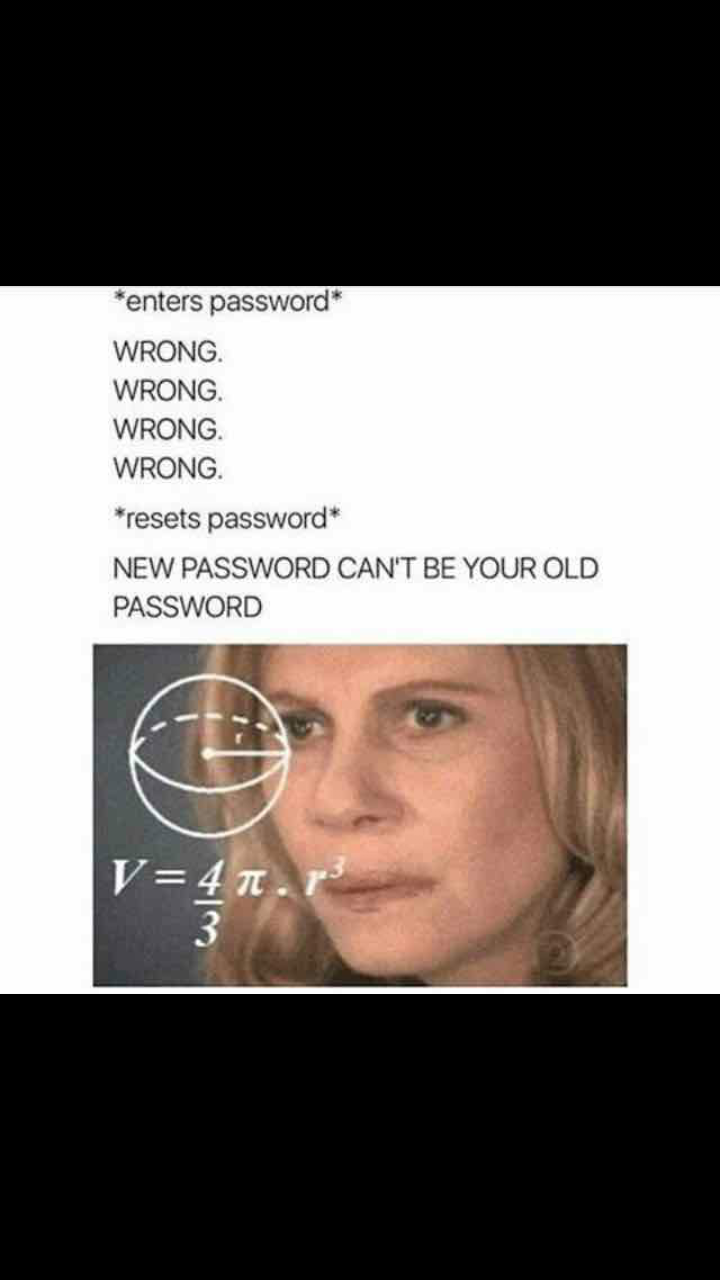 *enters password*
WRONG.
WRONG.
WRONG.
WRONG.
*resets password*
NEW PASSWORD CAN'T BE YOUR OLD
PASSWORD
r
V = 4/3 π . r³